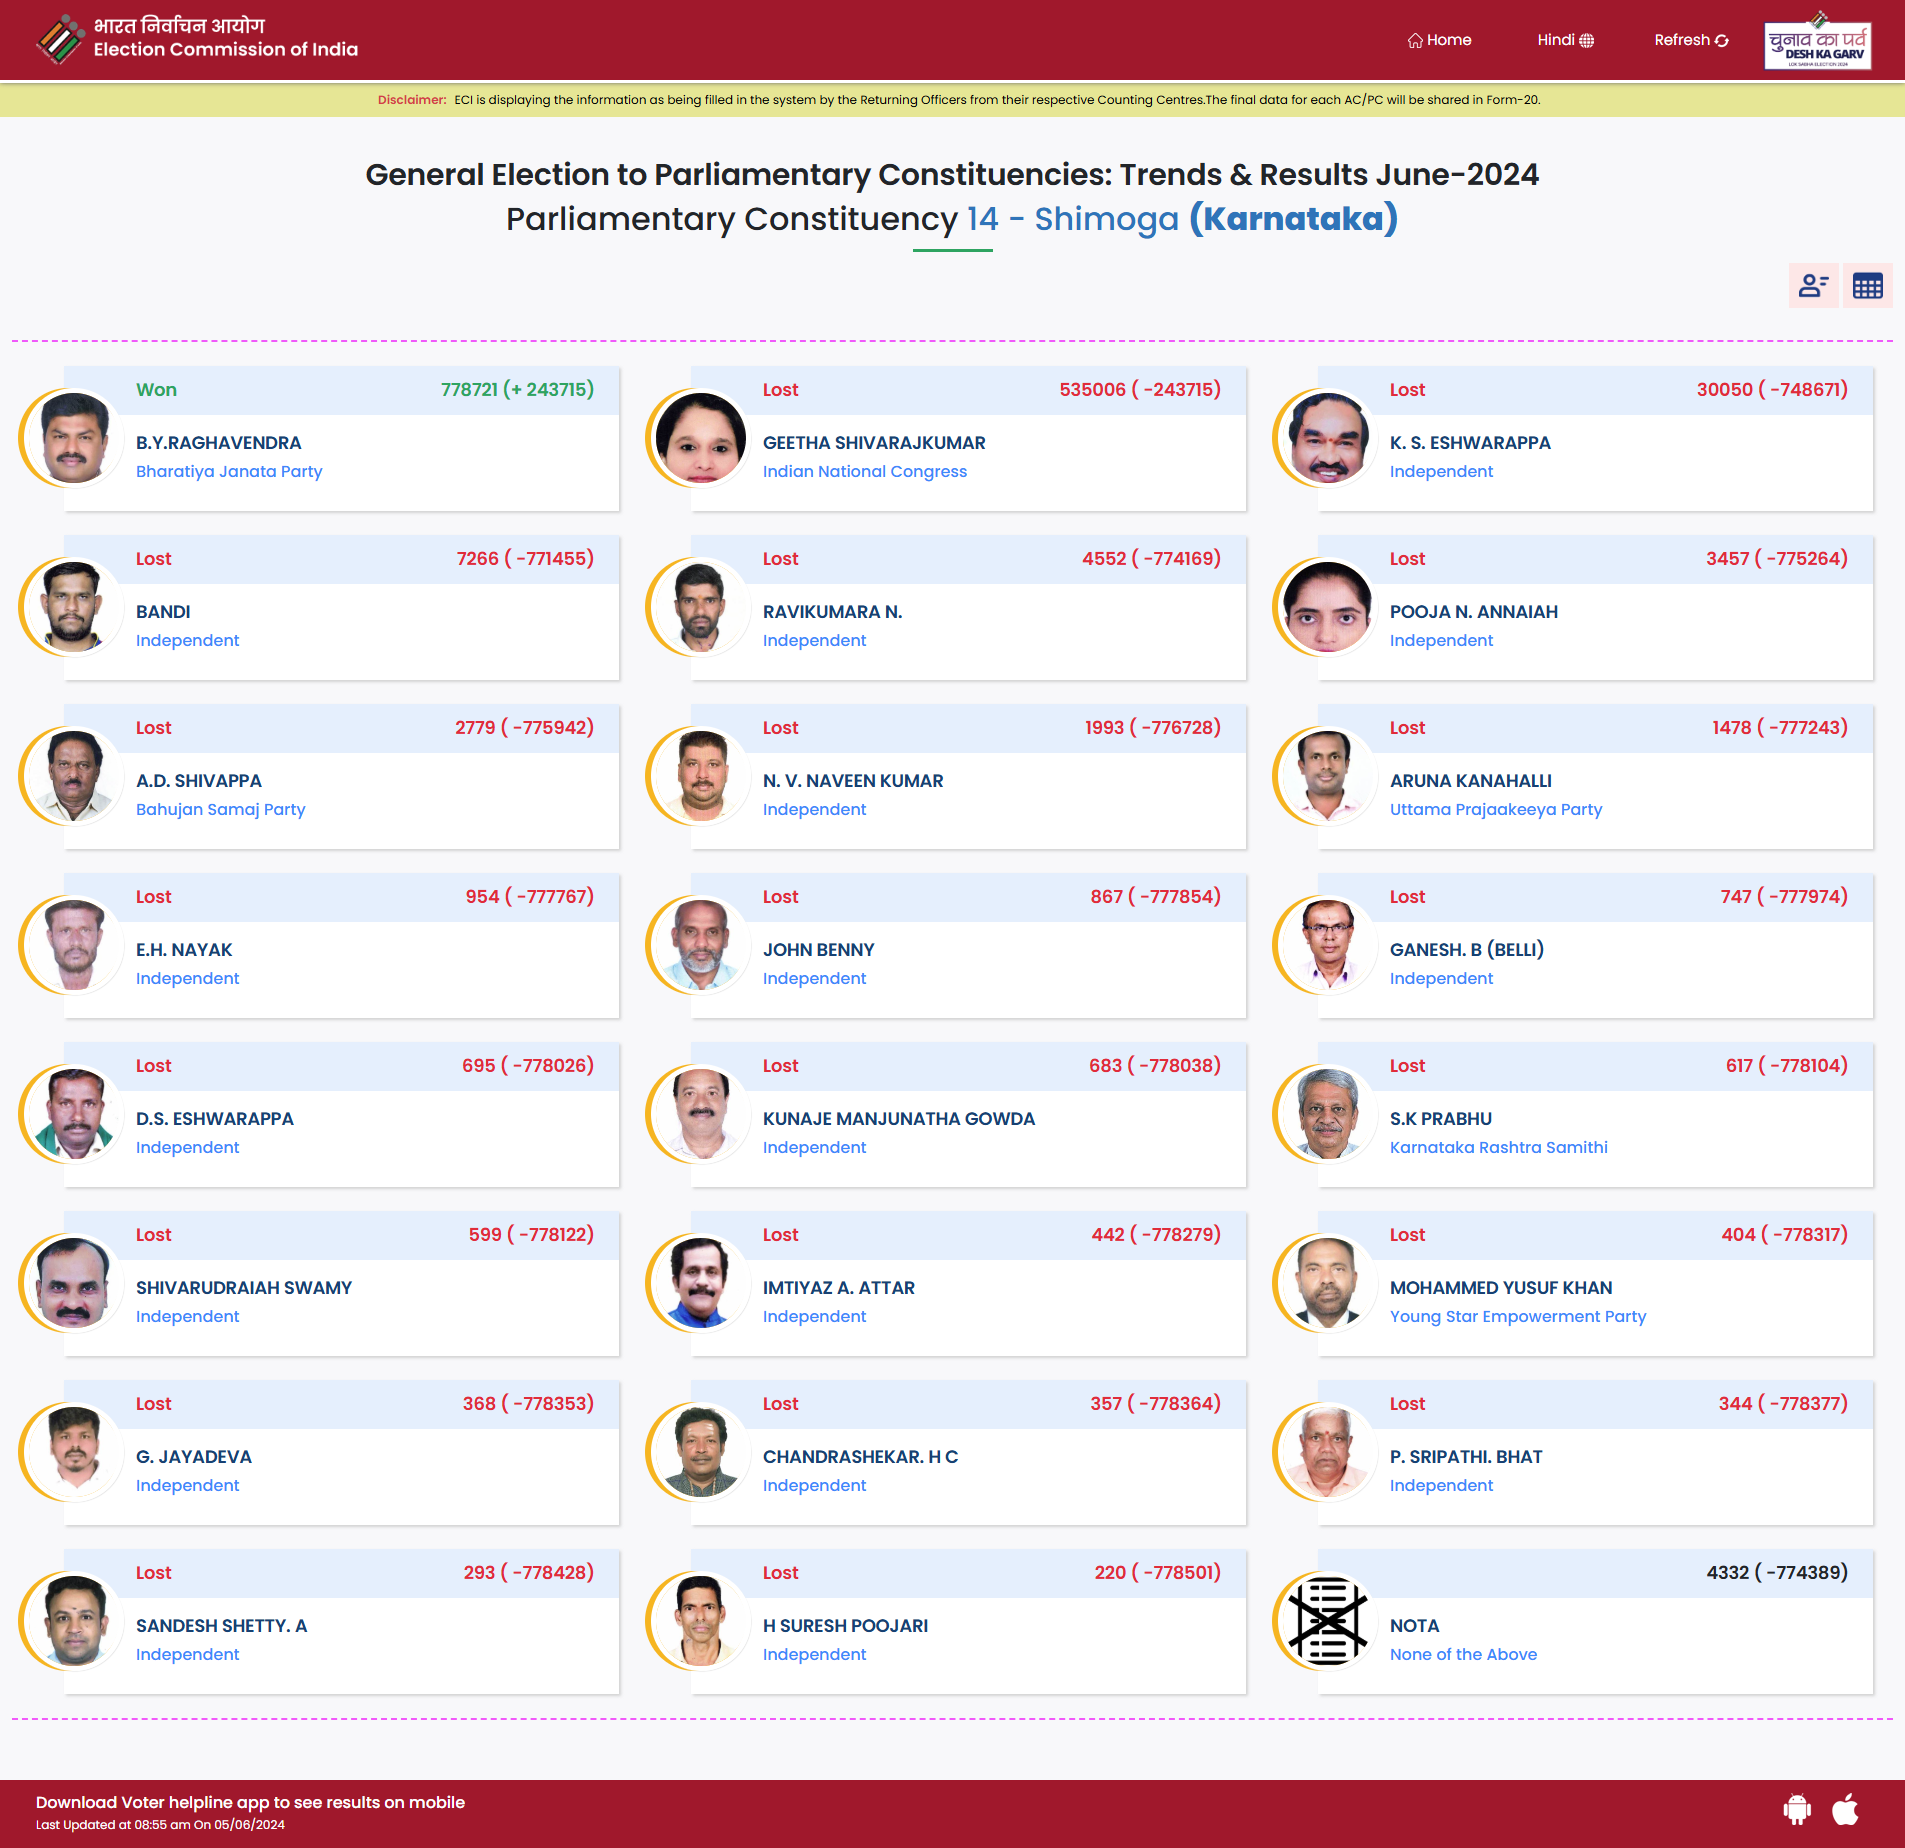 भारत निर्वाचन आयोग
Election Commission of India
Home
Hindi
Refresh
चुनाव का पर्व
DESH KA GARV
LOK SABHA ELECTION 2024
Disclaimer: ECI is displaying the information as being filled in the system by the Returning Officers from their respective Counting Centres.The final data for each AC/PC will be shared in Form-20.
General Election to Parliamentary Constituencies: Trends & Results June-2024
Parliamentary Constituency 14 - Shimoga (Karnataka)
Won 778721 (+ 243715)
B.Y.RAGHAVENDRA
Bharatiya Janata Party
Lost 535006 ( -243715)
GEETHA SHIVARAJKUMAR
Indian National Congress
Lost 30050 ( -748671)
K. S. ESHWARAPPA
Independent
Lost 7266 ( -771455)
BANDI
Independent
Lost 4552 ( -774169)
RAVIKUMARA N.
Independent
Lost 3457 ( -775264)
POOJA N. ANNAIAH
Independent
Lost 2779 ( -775942)
A.D. SHIVAPPA
Bahujan Samaj Party
Lost 1993 ( -776728)
N. V. NAVEEN KUMAR
Independent
Lost 1478 ( -777243)
ARUNA KANAHALLI
Uttama Prajaakeeya Party
Lost 954 ( -777767)
E.H. NAYAK
Independent
Lost 867 ( -777854)
JOHN BENNY
Independent
Lost 747 ( -777974)
GANESH. B (BELLI)
Independent
Lost 695 ( -778026)
D.S. ESHWARAPPA
Independent
Lost 683 ( -778038)
KUNAJE MANJUNATHA GOWDA
Independent
Lost 617 ( -778104)
S.K PRABHU
Karnataka Rashtra Samithi
Lost 599 ( -778122)
SHIVARUDRAIAH SWAMY
Independent
Lost 442 ( -778279)
IMTIYAZ A. ATTAR
Independent
Lost 404 ( -778317)
MOHAMMED YUSUF KHAN
Young Star Empowerment Party
Lost 368 ( -778353)
G. JAYADEVA
Independent
Lost 357 ( -778364)
CHANDRASHEKAR. H C
Independent
Lost 344 ( -778377)
P. SRIPATHI. BHAT
Independent
Lost 293 ( -778428)
SANDESH SHETTY. A
Independent
Lost 220 ( -778501)
H SURESH POOJARI
Independent
4332 ( -774389)
NOTA
None of the Above
Download Voter helpline app to see results on mobile
Last Updated at 08:55 am On 05/06/2024